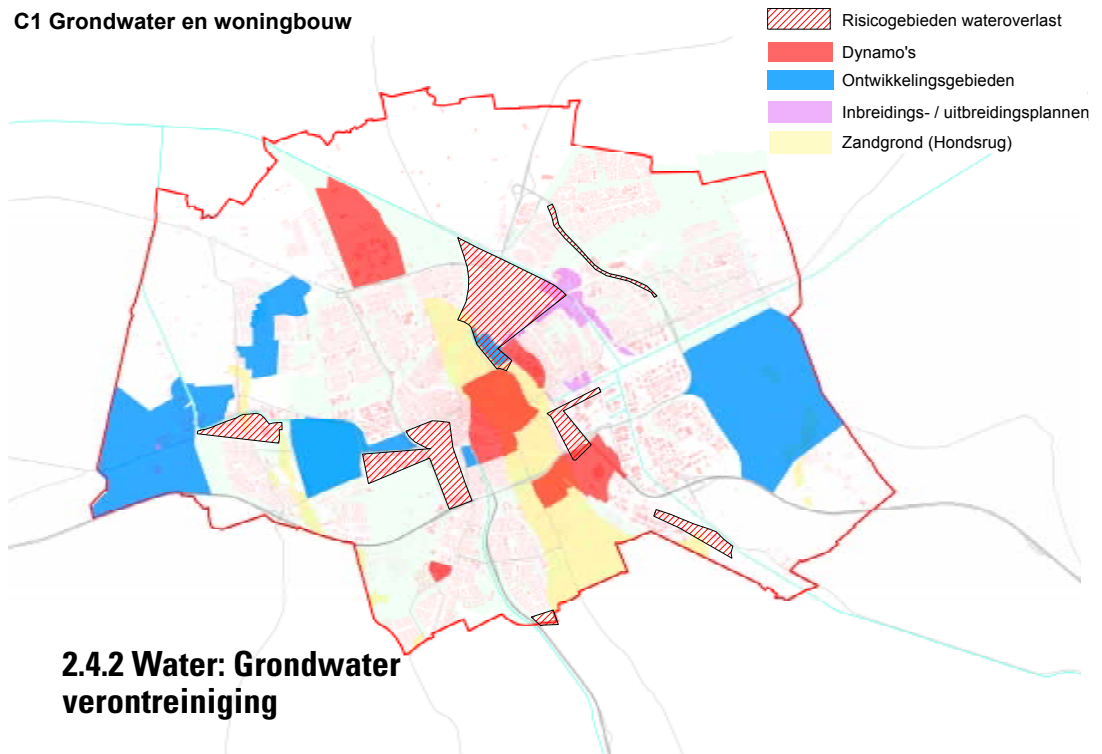 C1 Grondwater en woningbouw
Risicogebieden wateroverlast
Dynamo's
Ontwikkelingsgebieden
Inbreidings- / uitbreidingsplannen
Zandgrond (Hondsrug)
2.4.2 Water: Grondwater
verontreiniging